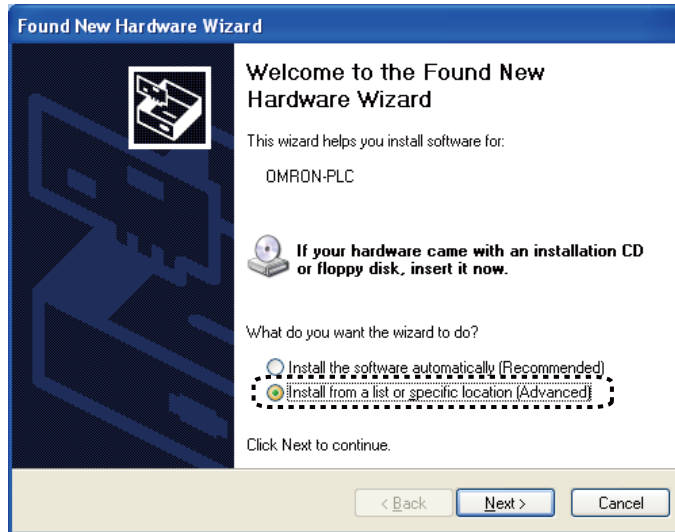 Found New Hardware Wizard
Welcome to the Found New
Hardware Wizard
This wizard helps you install software for:
OMRON-PLC
If your hardware came with an installation CD
or floppy disk, insert it now.
What do you want the wizard to do?
Install the software automatically (Recommended)
Install from a list or specific location (Advanced)
Click Next to continue.
< Back Next > Cancel